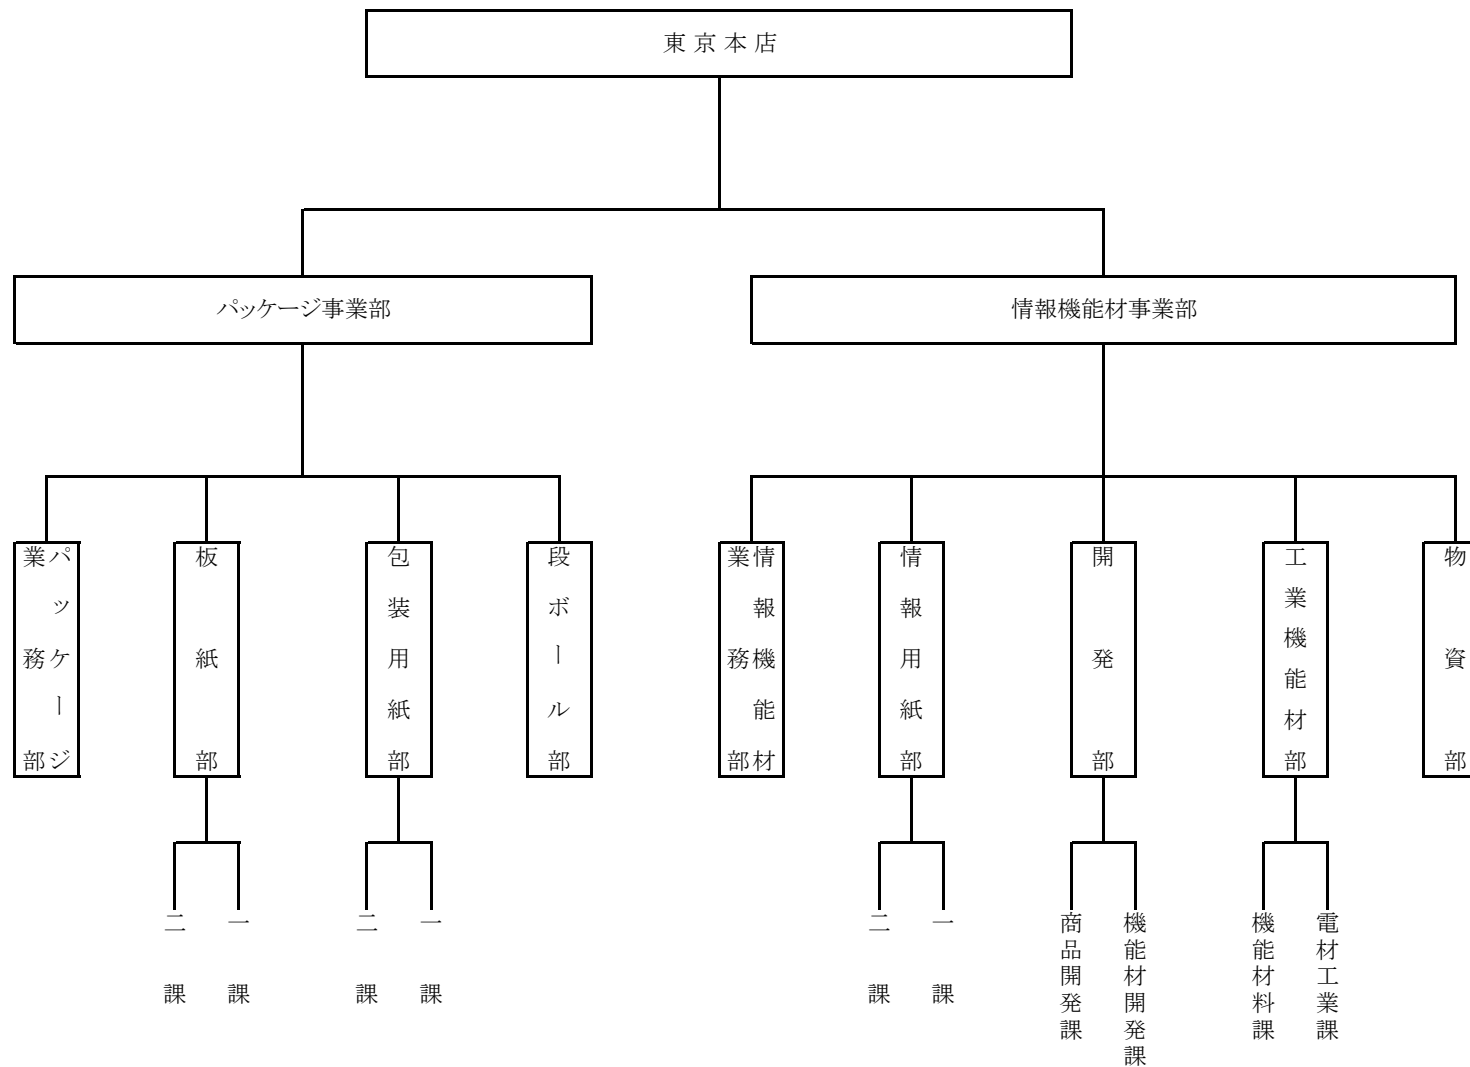 東京本店
パッケージ事業部
情報機能材事業部
パッケージ
業務部
板紙部
包装用紙部
段ボール部
情報機能材
業務部
情報用紙部
開発部
工業機能材部
物資部
二課
一課
二課
一課
二課
一課
商品開発課
機能材開発課
機能材料課
電材工業課